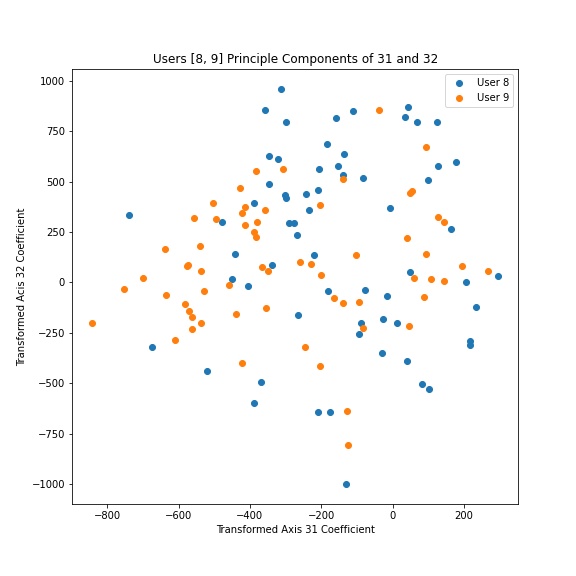 Users [8, 9] Principle Components of 31 and 32
User 8
User 9
1000
750
500
250
0
−250
−500
−750
−1000
Transformed Acis 32 Coefficient
−800 −600 −400 −200 0 200
Transformed Axis 31 Coefficient